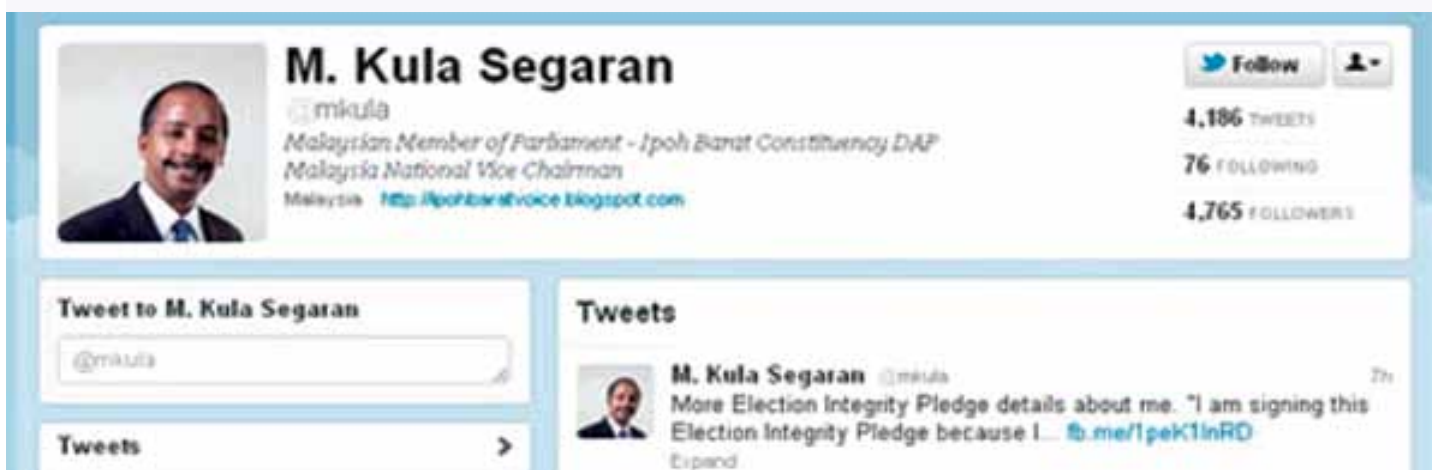 M. Kula Segaran
@mkula
Malaysian Member of Parliament - Ipoh Barat Constituency DAP
Malaysia National Vice Chairman
Malaysia http://ipohbaratvoice.blogspot.com
Follow
4,186 TWEETS
76 FOLLOWING
4,765 FOLLOWERS
Tweet to M. Kula Segaran
@mkula
Tweets
Tweets
M. Kula Segaran @mkula 7h
More Election Integrity Pledge details about me. "I am signing this
Election Integrity Pledge because I... fb.me/1peK1InRD
Expand